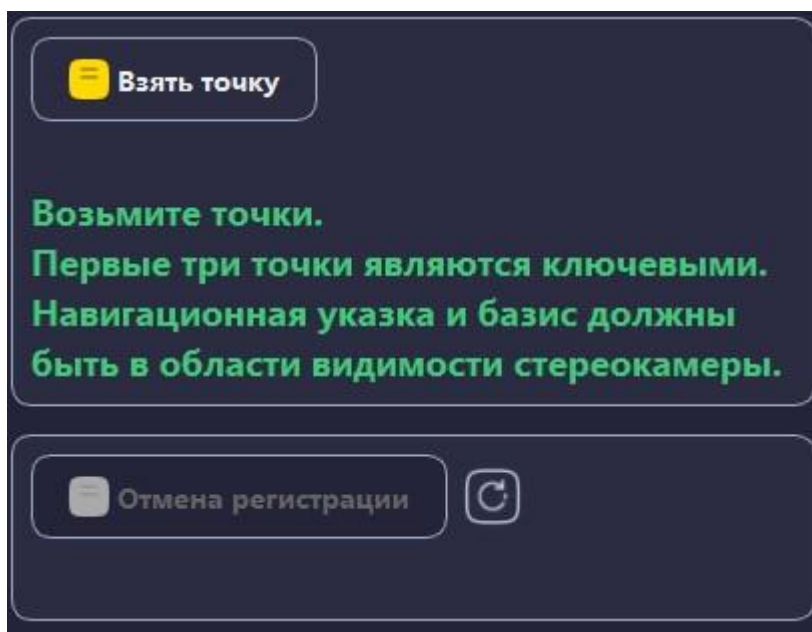 Взять точку
Возьмите точки.
Первые три точки являются ключевыми.
Навигационная указка и базис должны
быть в области видимости стереокамеры.
Отмена регистрации